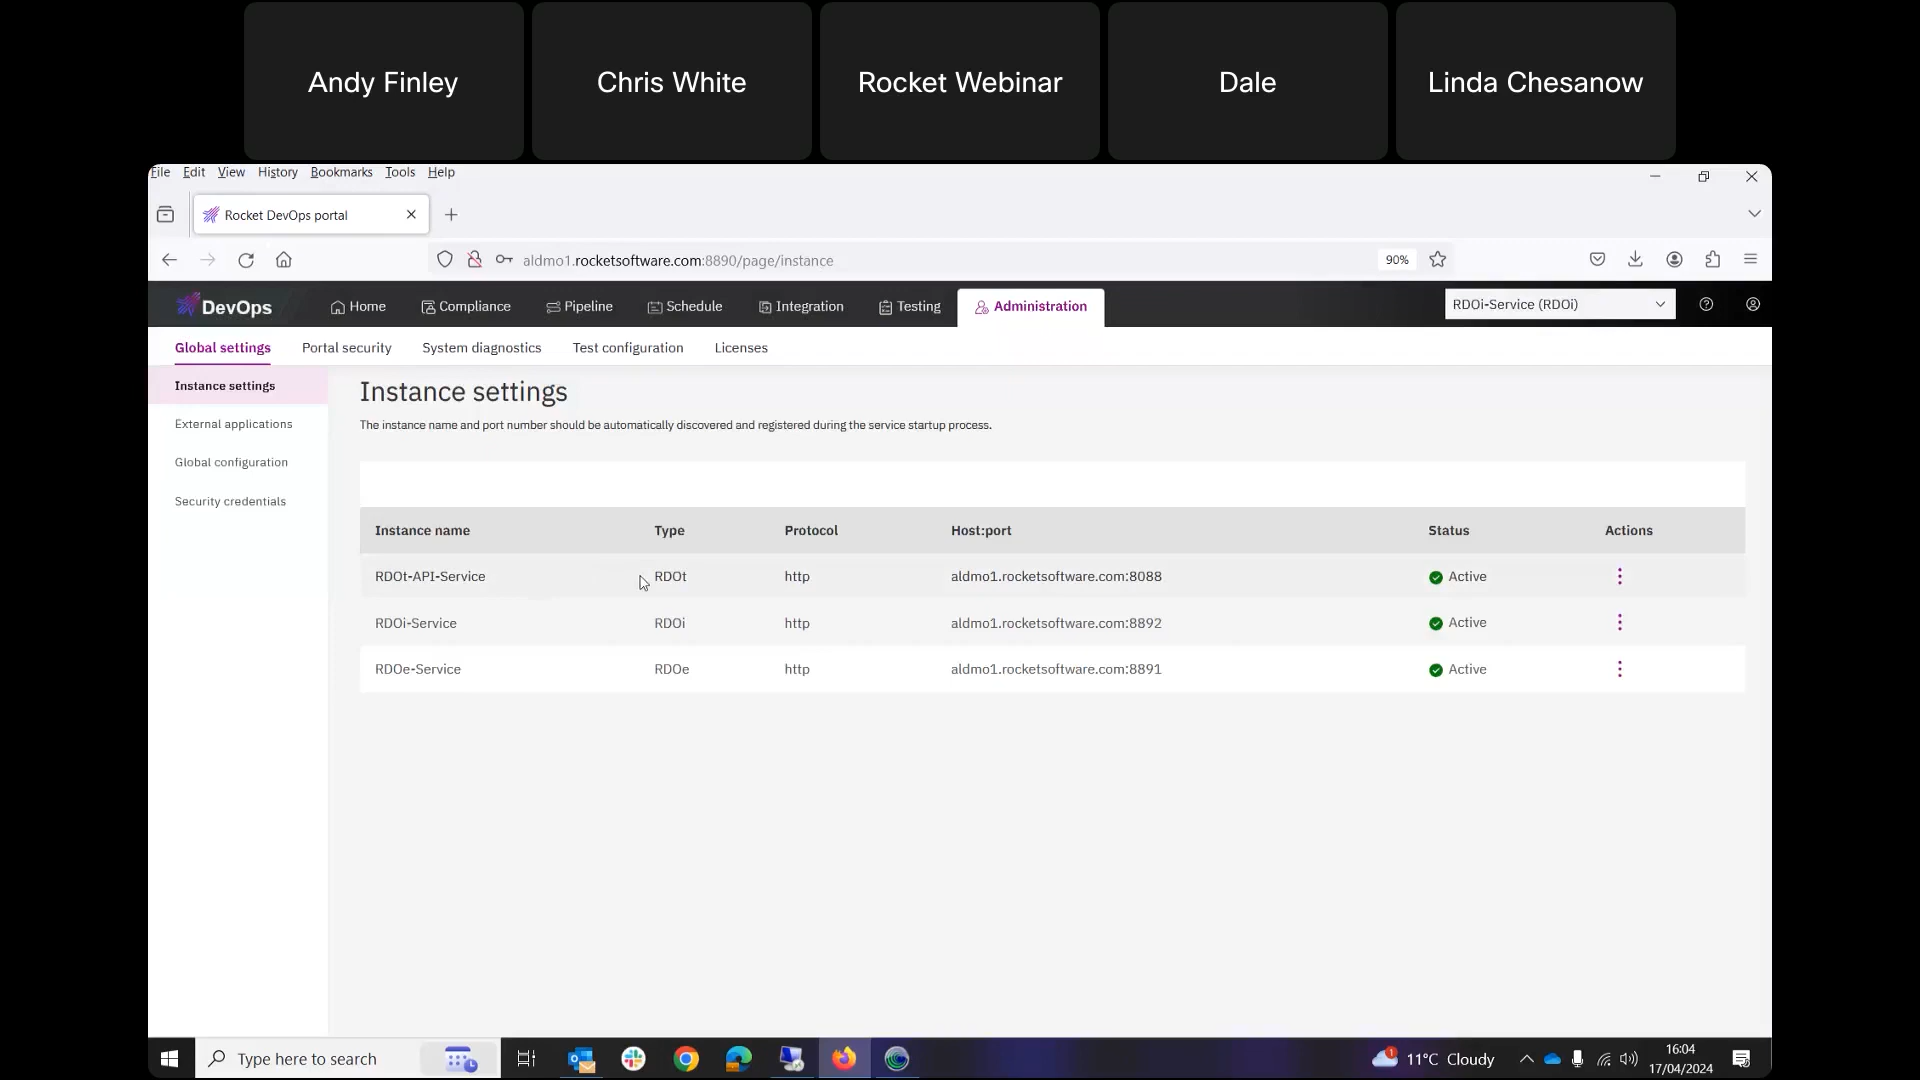 Andy Finley
Chris White
Rocket Webinar
Dale
Linda Chesanow
File Edit View History Bookmarks Tools Help
Rocket DevOps portal
aldmo1.rocketsoftware.com:8890/page/instance
90%
DevOps
Home
Compliance
Pipeline
Schedule
Integration
Testing
Administration
RDOi-Service (RDOi)
Global settings
Portal security
System diagnostics
Test configuration
Licenses
Instance settings
External applications
Global configuration
Security credentials
Instance settings
The instance name and port number should be automatically discovered and registered during the service startup process.
Instance name Type Protocol Host:port Status Actions
RDOt-API-Service RDOt http aldmo1.rocketsoftware.com:8088 Active
RDOi-Service RDOi http aldmo1.rocketsoftware.com:8892 Active
RDOe-Service RDOe http aldmo1.rocketsoftware.com:8891 Active
Type here to search
1
11°C Cloudy
16:04
17/04/2024